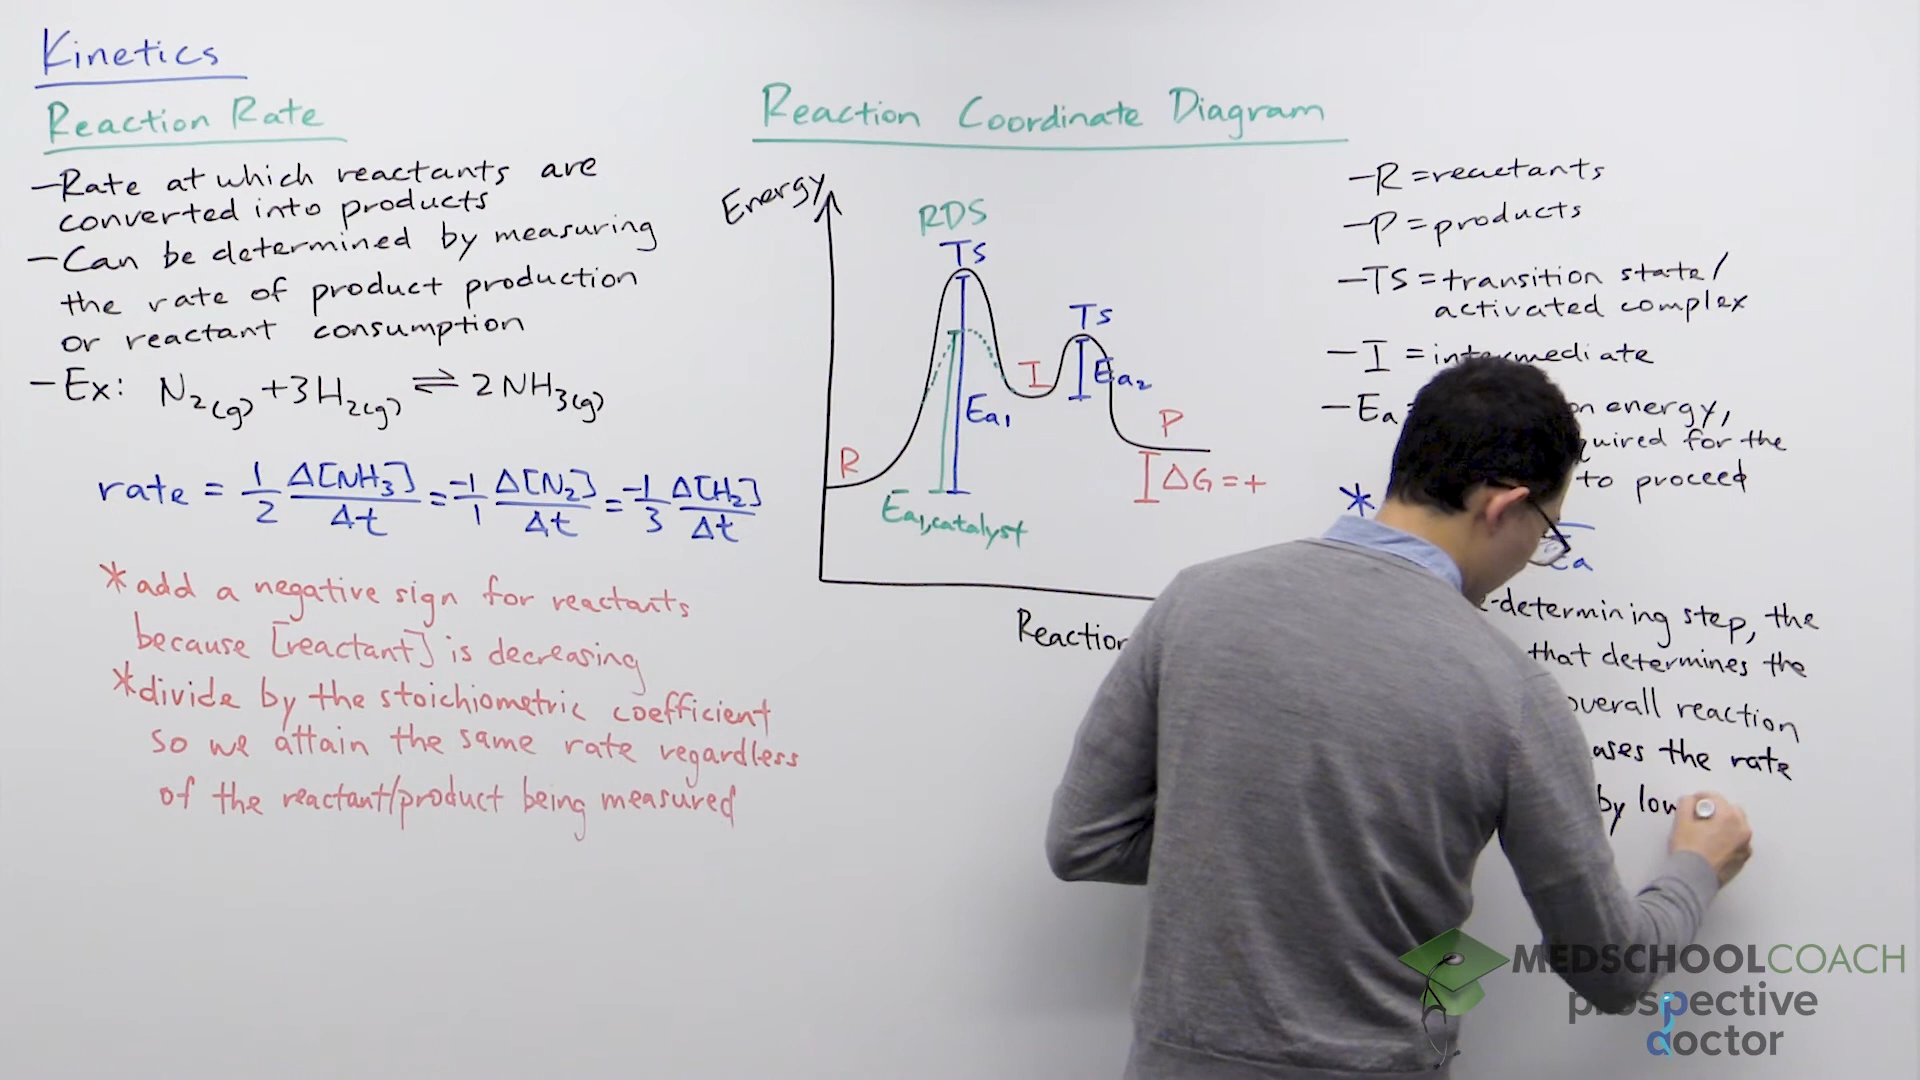 Kinetics
Reaction Rate
-Rate at which reactants are
converted into products
-Can be determined by measuring
the rate of product production
or reactant consumption
-Ex: N₂(g) + 3H₂(g) ⇌ 2NH₃(g)
rate = 1/2 Δ[NH₃]/Δt = -1/1 Δ[N₂]/Δt = -1/3 Δ[H₂]/Δt
*add a negative sign for reactants
because [reactant] is decreasing
*divide by the stoichiometric coefficient
so we attain the same rate regardless
of the reactant/product being measured
Reaction Coordinate Diagram
Energy
RDS
TS
TS
I
Ea₂
Ea₁
P
R
ΔG = +
Ea₁,catalyst
Reaction
-R = reactants
-P = products
-TS = transition state/
activated complex
-I = intermediate
-Ea = energy,
for the
to proceed
*
Ea
-determining step, the
that determines the
overall reaction
the rate
by
MEDSCHOOLCOACH
prospective
doctor